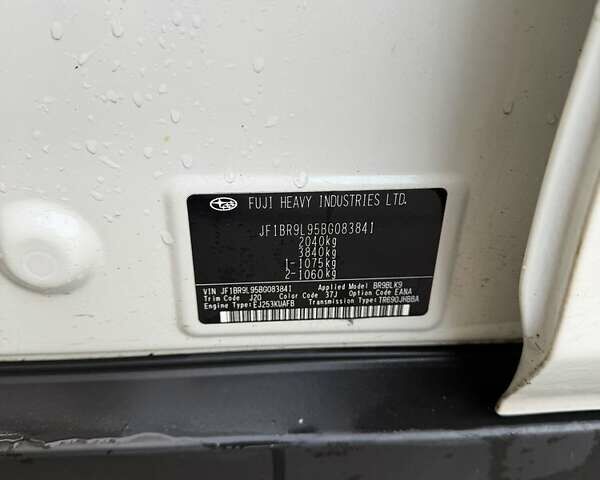 FUJI HEAVY INDUSTRIES LTD.
JF1BR9L95BG083841
2040kg
3840kg
1-1075kg
2-1060kg
VIN JF1BR9L95BG083841 Applied Model BR9BLK9
Trim Code J20 Color Code 37J Option Code EANA
Engine Type: EJ253KUAFB Transmission Type: TR690JHBBA